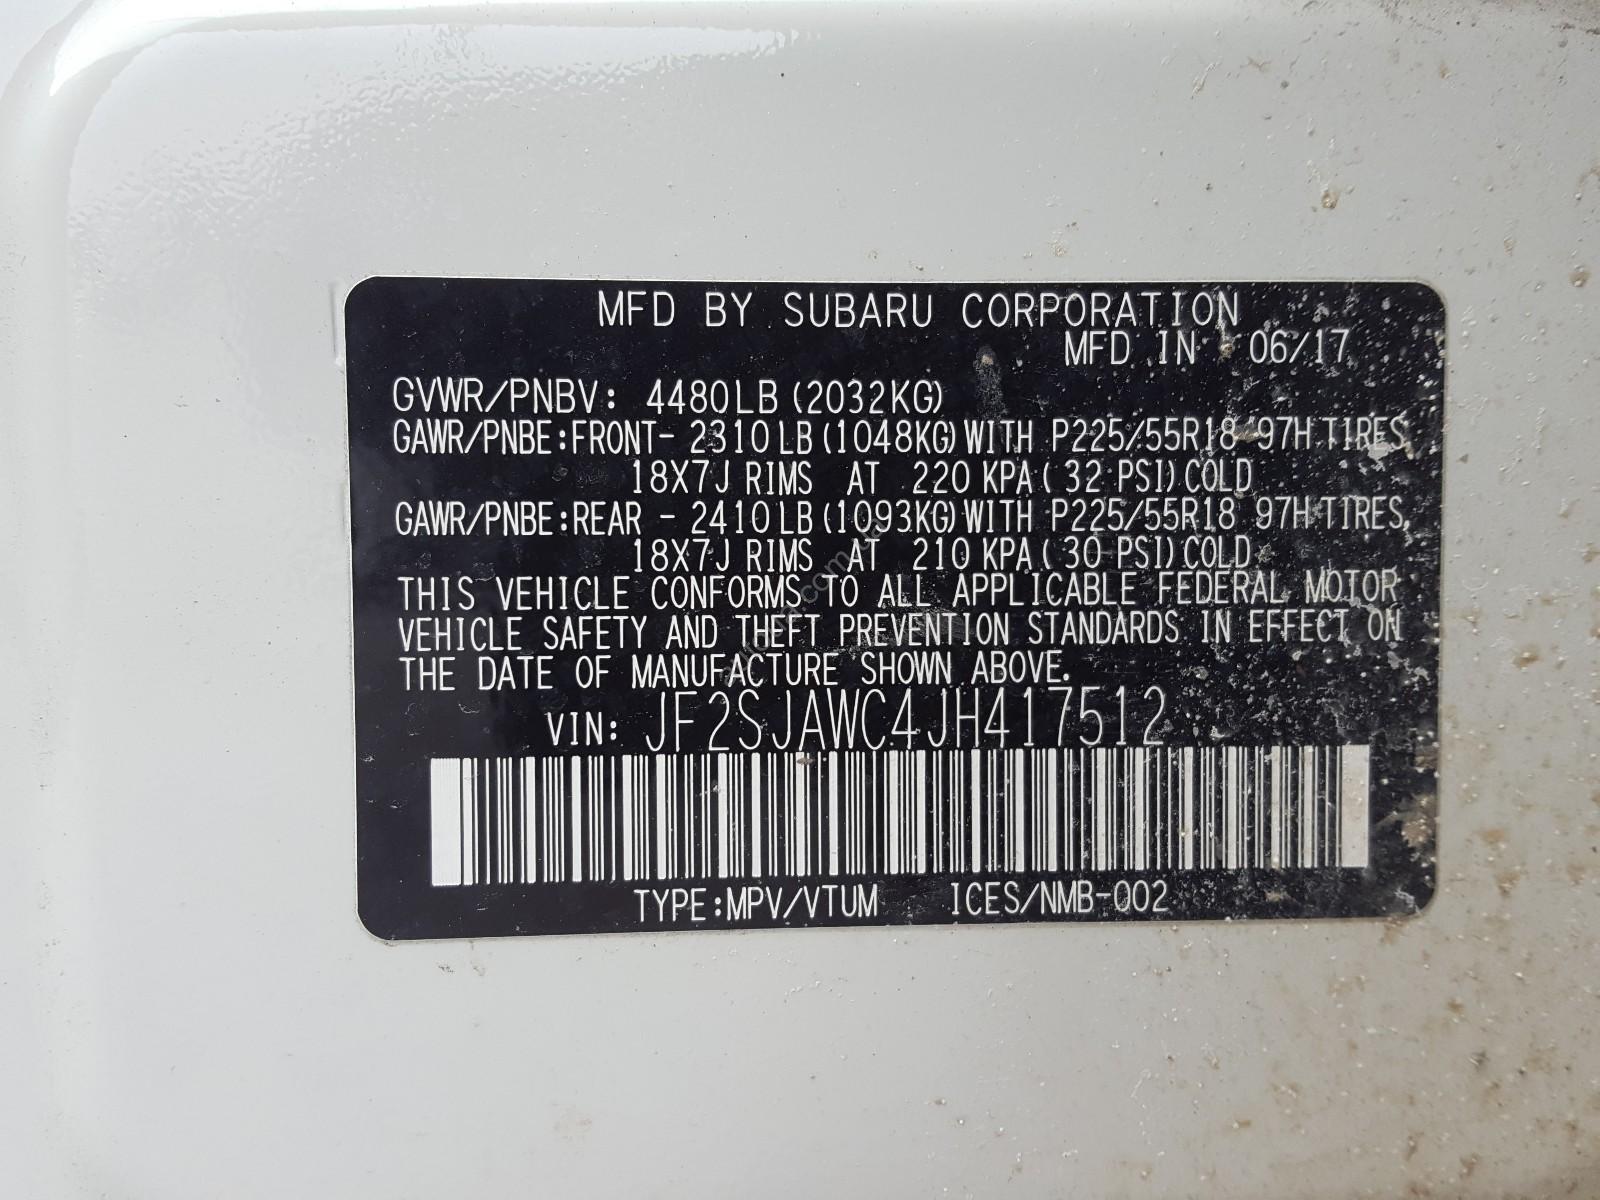 MFD BY SUBARU CORPORATION
MFD IN 06/17
GVWR/PNBV: 4480LB (2032KG)
GAWR/PNBE:FRONT- 2310LB(1048KG)WITH P225/55R18 97H TIRES,
18X7J RIMS AT 220 KPA( 32 PSI)COLD
GAWR/PNBE:REAR - 2410LB(1093KG)WITH P225/55R18 97H TIRES,
18X7J RIMS AT 210 KPA( 30 PSI)COLD
THIS VEHICLE CONFORMS TO ALL APPLICABLE FEDERAL MOTOR
VEHICLE SAFETY AND THEFT PREVENTION STANDARDS IN EFFECT ON
THE DATE OF MANUFACTURE SHOWN ABOVE.
VIN: JF2SJAWC4JH417512
TYPE:MPV/VTUM ICES/NMB-002